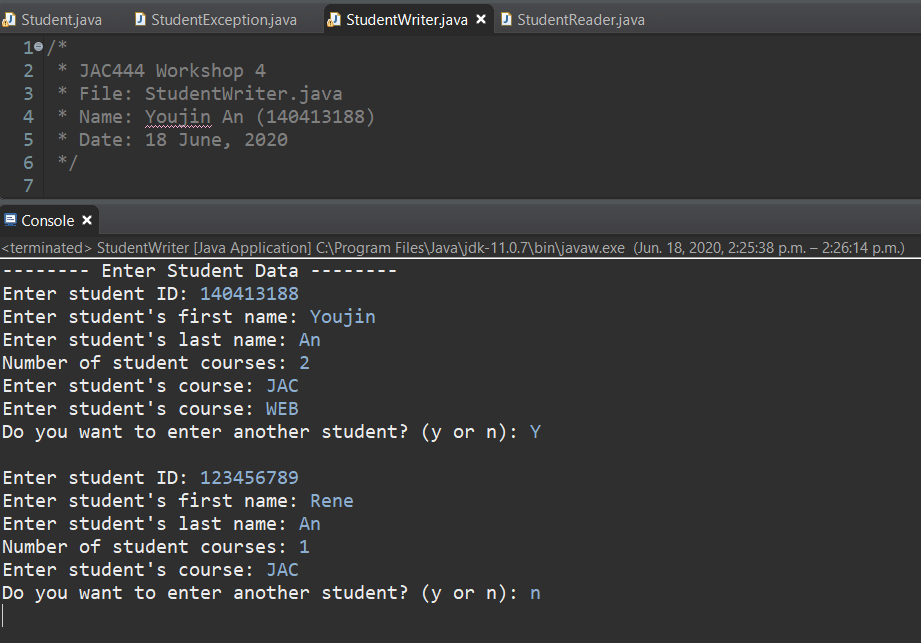 Student.java StudentException.java StudentWriter.java StudentReader.java
1 /*
2 * JAC444 Workshop 4
3 * File: StudentWriter.java
4 * Name: Youjin An (140413188)
5 * Date: 18 June, 2020
6 */
7
Console
<terminated> StudentWriter [Java Application] C:\Program Files\Java\jdk-11.0.7\bin\javaw.exe (Jun. 18, 2020, 2:25:38 p.m. – 2:26:14 p.m.)
-------- Enter Student Data --------
Enter student ID: 140413188
Enter student's first name: Youjin
Enter student's last name: An
Number of student courses: 2
Enter student's course: JAC
Enter student's course: WEB
Do you want to enter another student? (y or n): Y
Enter student ID: 123456789
Enter student's first name: Rene
Enter student's last name: An
Number of student courses: 1
Enter student's course: JAC
Do you want to enter another student? (y or n): n